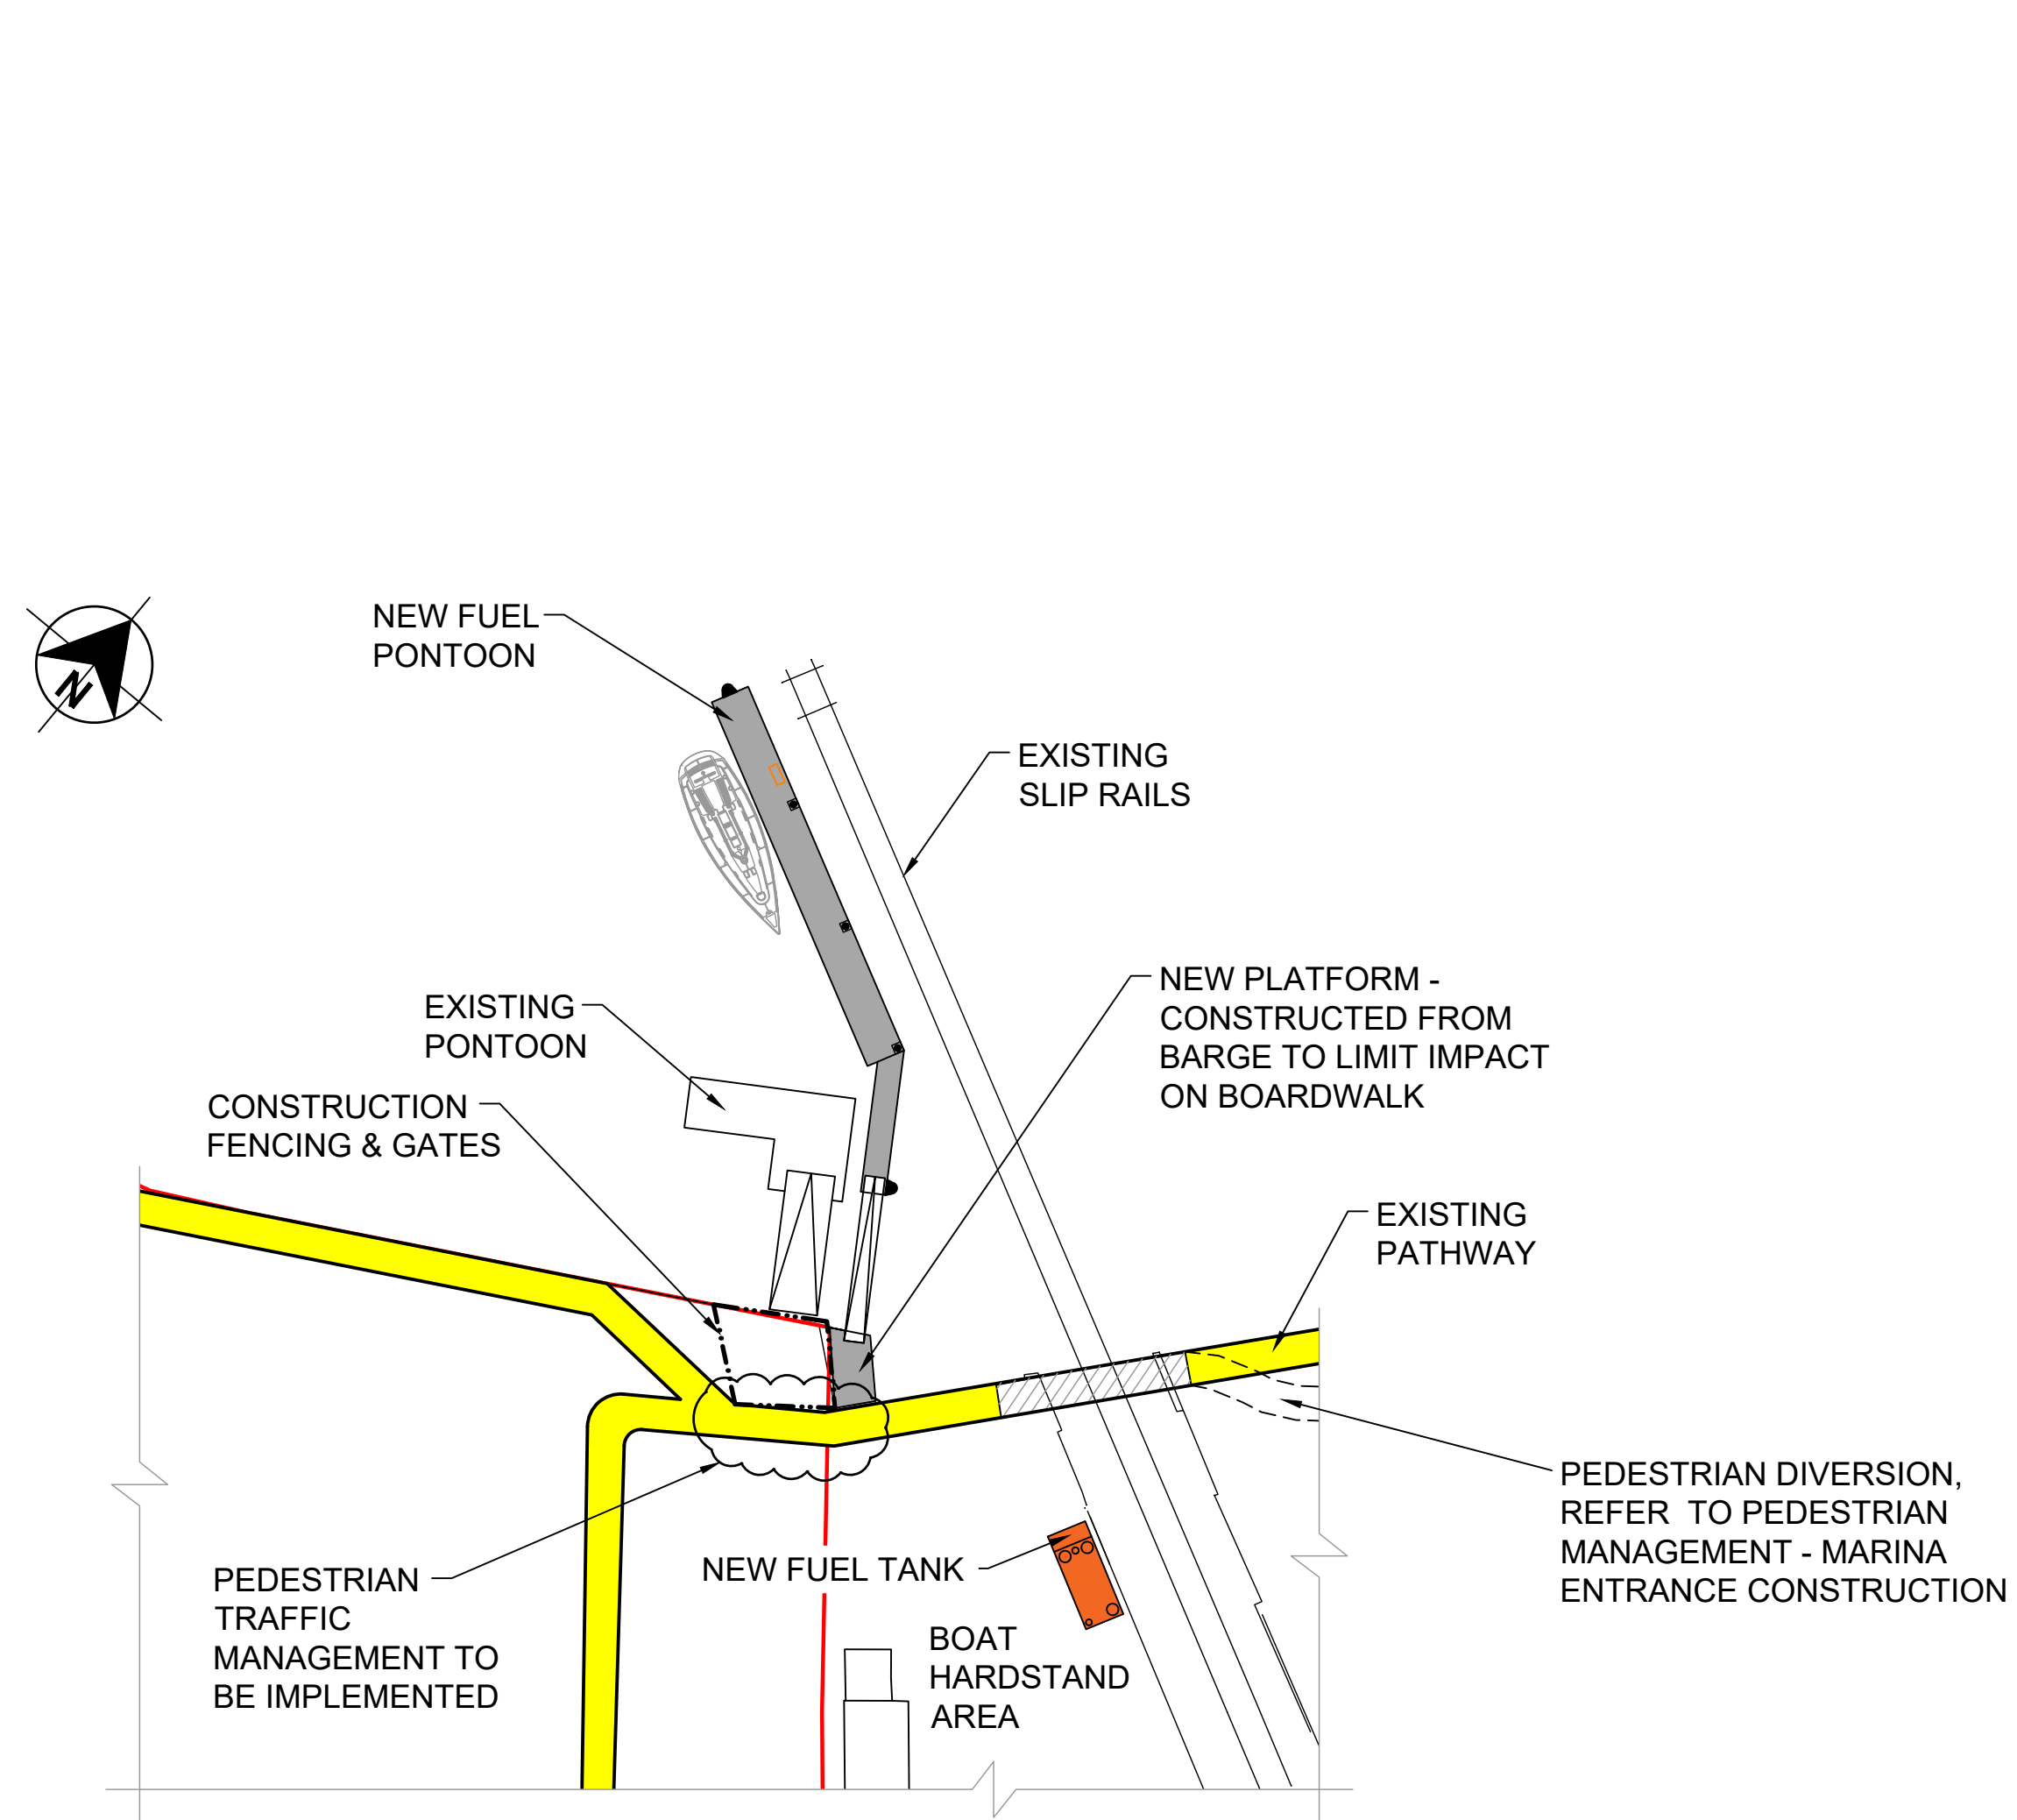 NEW FUEL
PONTOON
N
EXISTING
SLIP RAILS
NEW PLATFORM -
CONSTRUCTED FROM
BARGE TO LIMIT IMPACT
ON BOARDWALK
EXISTING
PONTOON
CONSTRUCTION
FENCING & GATES
EXISTING
PATHWAY
PEDESTRIAN DIVERSION,
REFER TO PEDESTRIAN
MANAGEMENT - MARINA
ENTRANCE CONSTRUCTION
NEW FUEL TANK
PEDESTRIAN
TRAFFIC
MANAGEMENT TO
BE IMPLEMENTED
BOAT
HARDSTAND
AREA